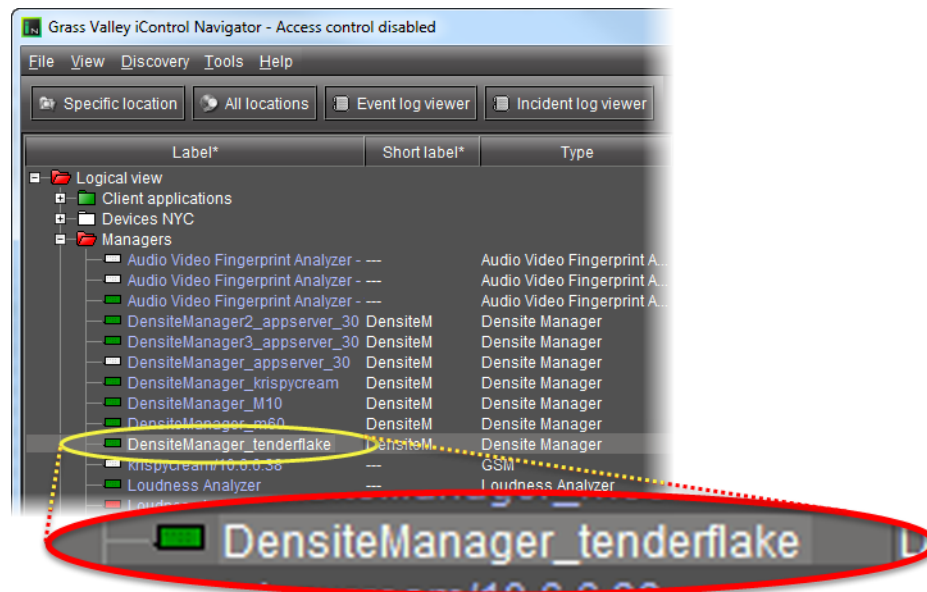 Grass Valley iControl Navigator - Access control disabled
File View Discovery Tools Help
Specific location All locations Event log viewer Incident log viewer
Label* Short label* Type
Logical view
Client applications
Devices NYC
Managers
Audio Video Fingerprint Analyzer - --- Audio Video Fingerprint A...
Audio Video Fingerprint Analyzer - --- Audio Video Fingerprint A...
Audio Video Fingerprint Analyzer - --- Audio Video Fingerprint A...
DensiteManager2_appserver_30 DensiteM Densite Manager
DensiteManager3_appserver_30 DensiteM Densite Manager
DensiteManager_appserver_30 DensiteM Densite Manager
DensiteManager_krispycream DensiteM Densite Manager
DensiteManager_M10 DensiteM Densite Manager
DensiteManager_m60 DensiteM Densite Manager
DensiteManager_tenderflake DensiteM Densite Manager
krispycream/10.6.6.38 --- GSM
Loudness Analyzer --- Loudness Analyzer
DensiteManager_tenderflake D